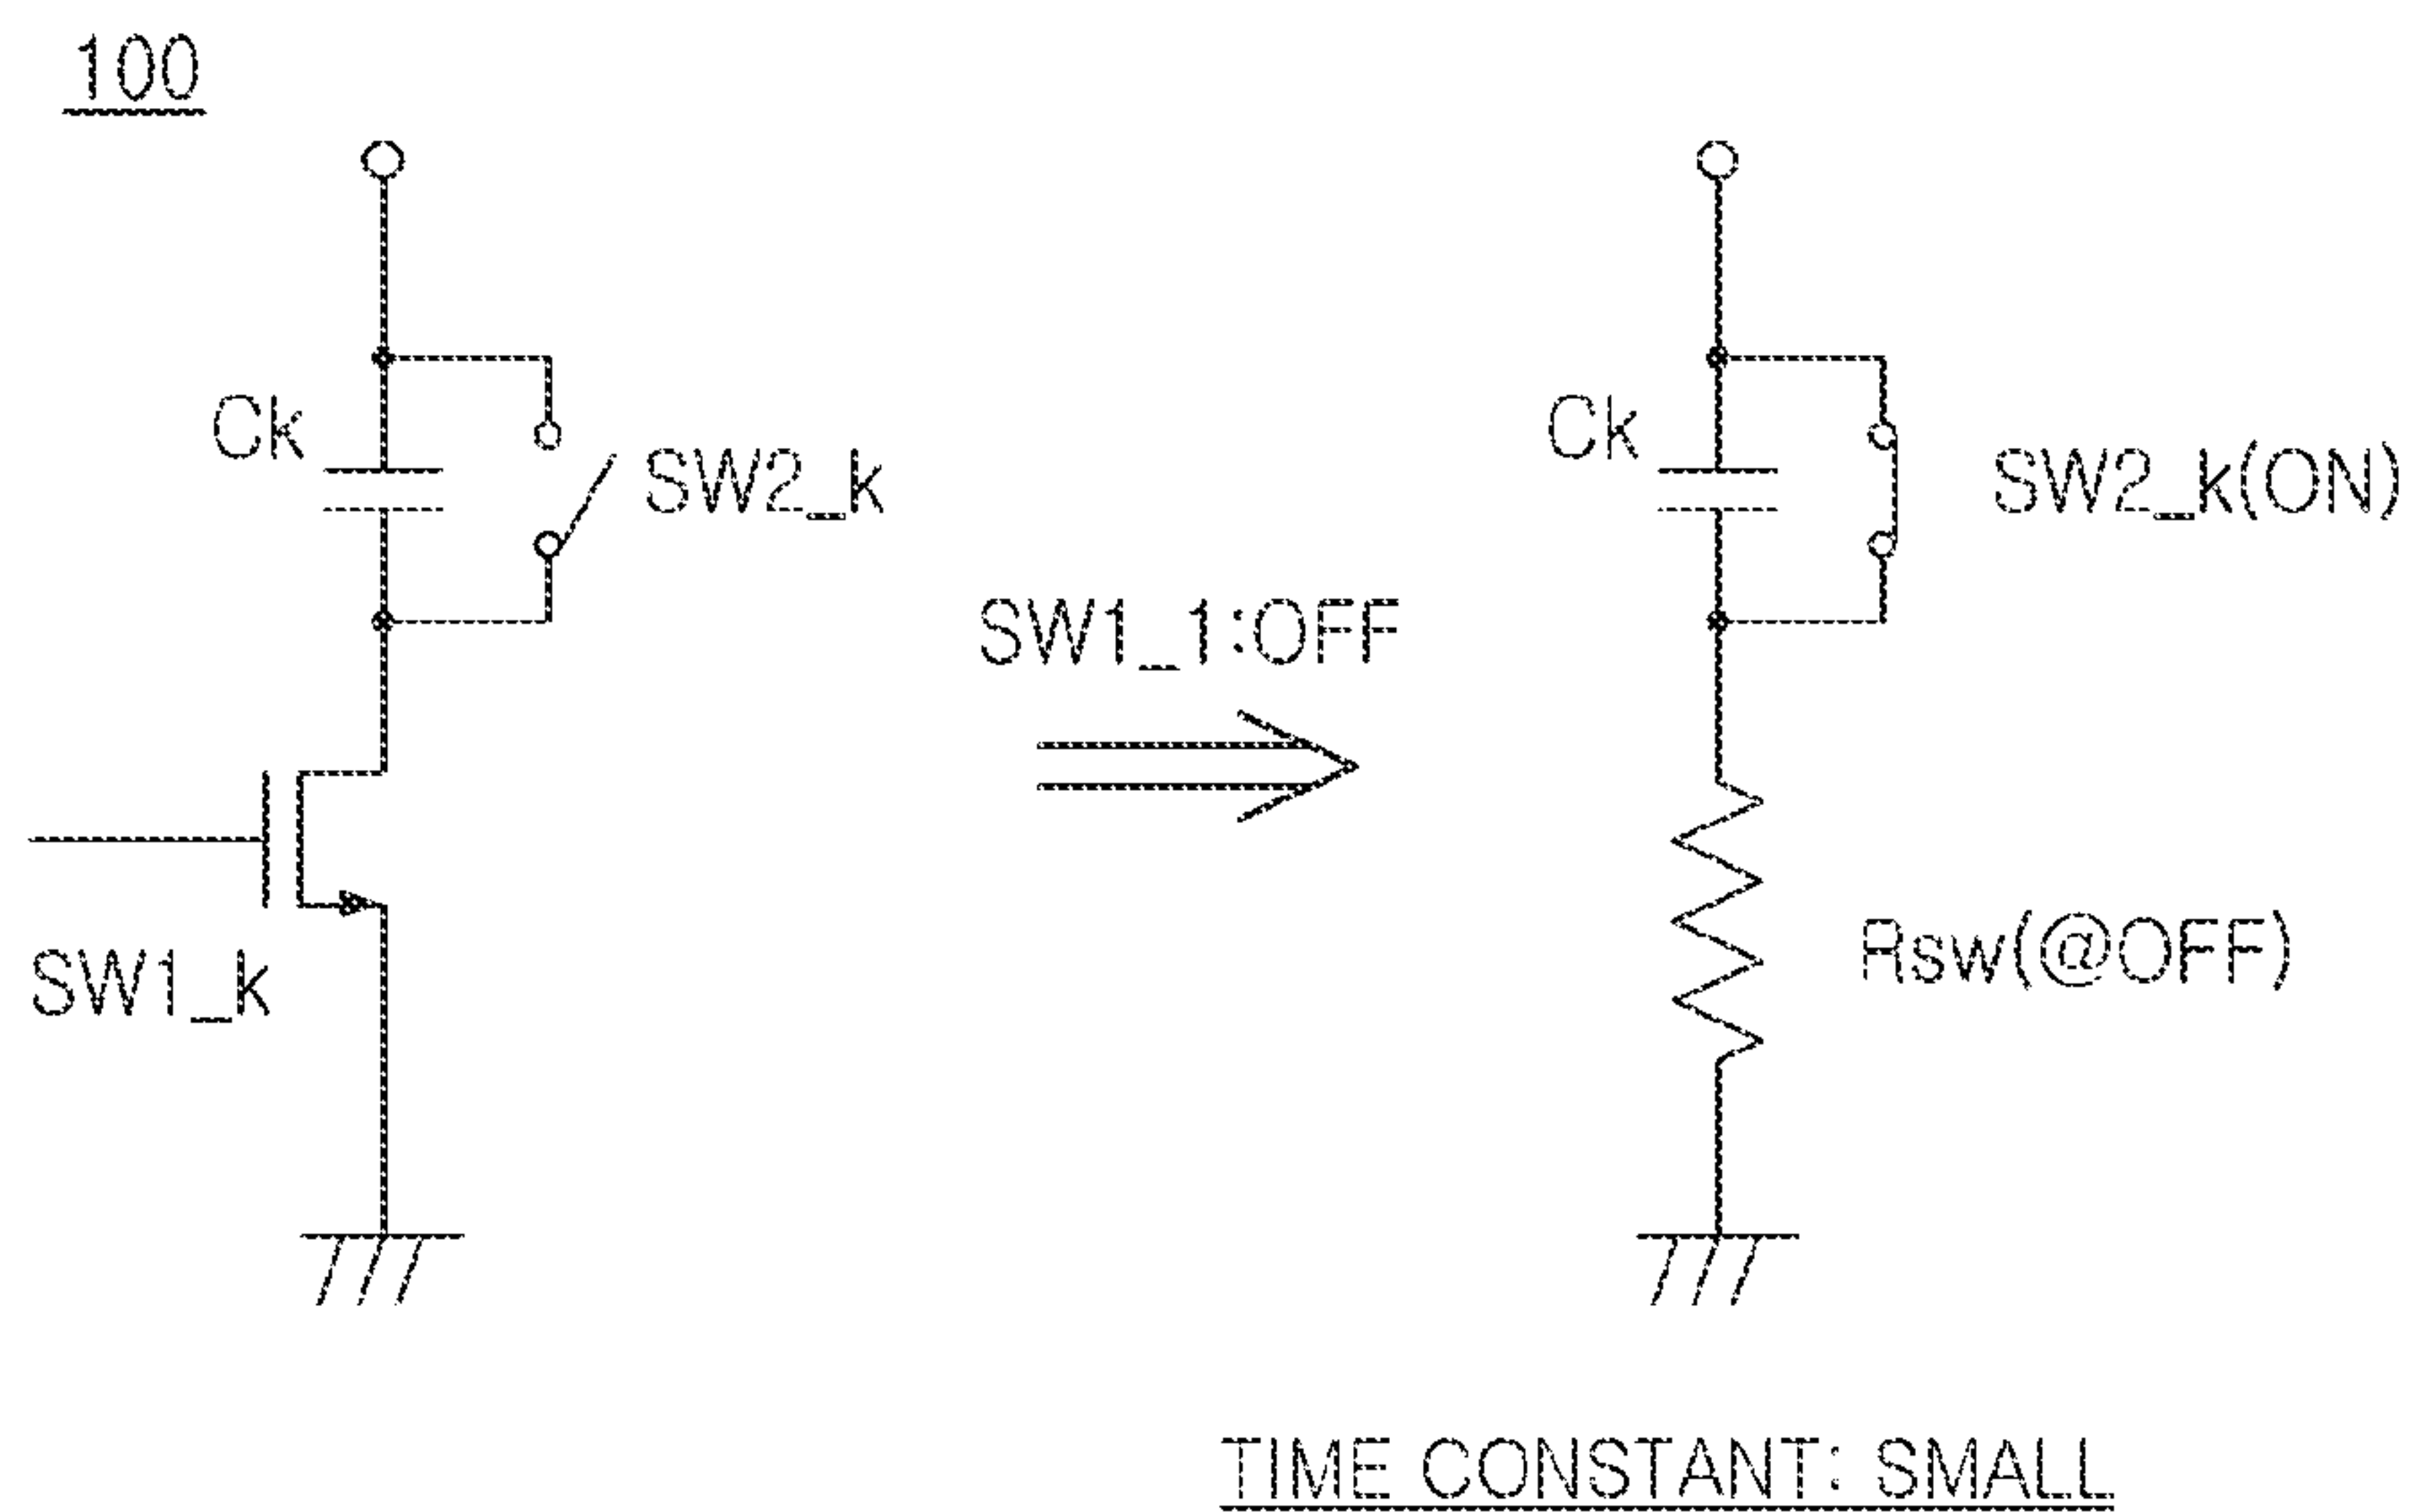 100
Ck
SW2_k
SW1_k
SW1_1:OFF
Ck
SW2_k(ON)
Rsw(@OFF)
TIME CONSTANT: SMALL